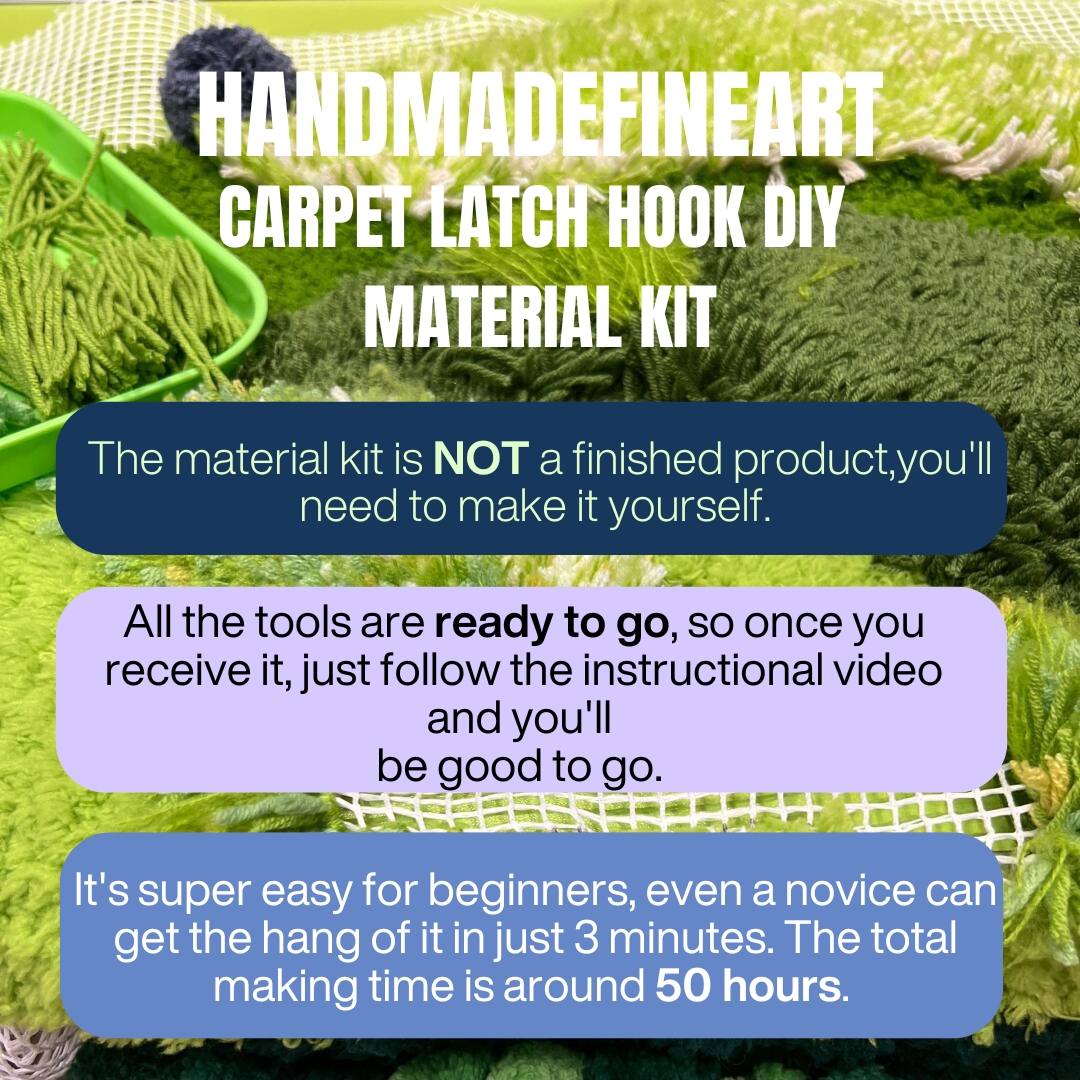 HANDMADEFINEART
CARPET LATCH HOOK DIY
MATERIAL KIT
The material kit is NOT a finished product,you'll
need to make it yourself.
All the tools are ready to go, so once you
receive it, just follow the instructional video
and you'll
be good to go.
It's super easy for beginners, even a novice can
get the hang of it in just 3 minutes. The total
making time is around 50 hours.